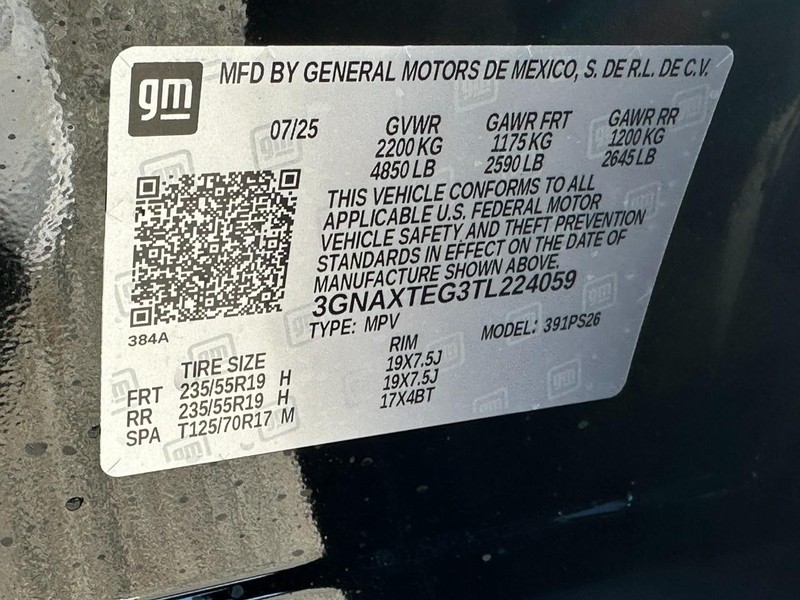 gm
MFD BY GENERAL MOTORS DE MEXICO, S. DE R.L. DE C.V.
07/25 GVWR GAWR FRT GAWR RR
2200 KG 1175 KG 1200 KG
4850 LB 2590 LB 2645 LB
THIS VEHICLE CONFORMS TO ALL
APPLICABLE U.S. FEDERAL MOTOR
VEHICLE SAFETY AND THEFT PREVENTION
STANDARDS IN EFFECT ON THE DATE OF
MANUFACTURE SHOWN ABOVE.
3GNAXTEG3TL224059
384A
TYPE: MPV MODEL: 391PS26
TIRE SIZE RIM
FRT 235/55R19 H 19X7.5J
RR 235/55R19 H 19X7.5J
SPA T125/70R17 M 17X4BT